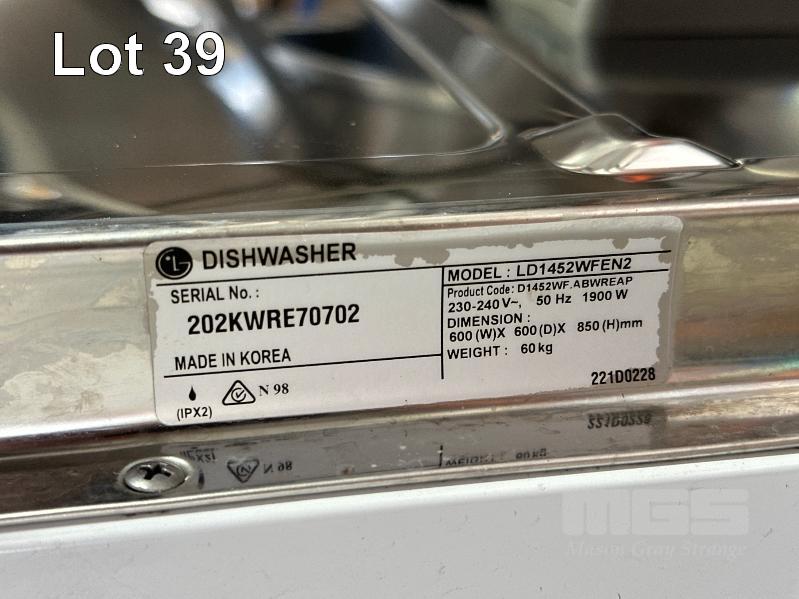 Lot 39
LG DISHWASHER
SERIAL No. :
202KWRE70702
MADE IN KOREA
(IPX2)
N 98
MODEL : LD1452WFEN2
Product Code: D1452WF.ABWREAP
230-240 V~, 50 Hz 1900 W
DIMENSION :
600 (W)X 600 (D)X 850 (H)mm
WEIGHT : 60 kg
221D0228
MGS
Mason Gray Strange